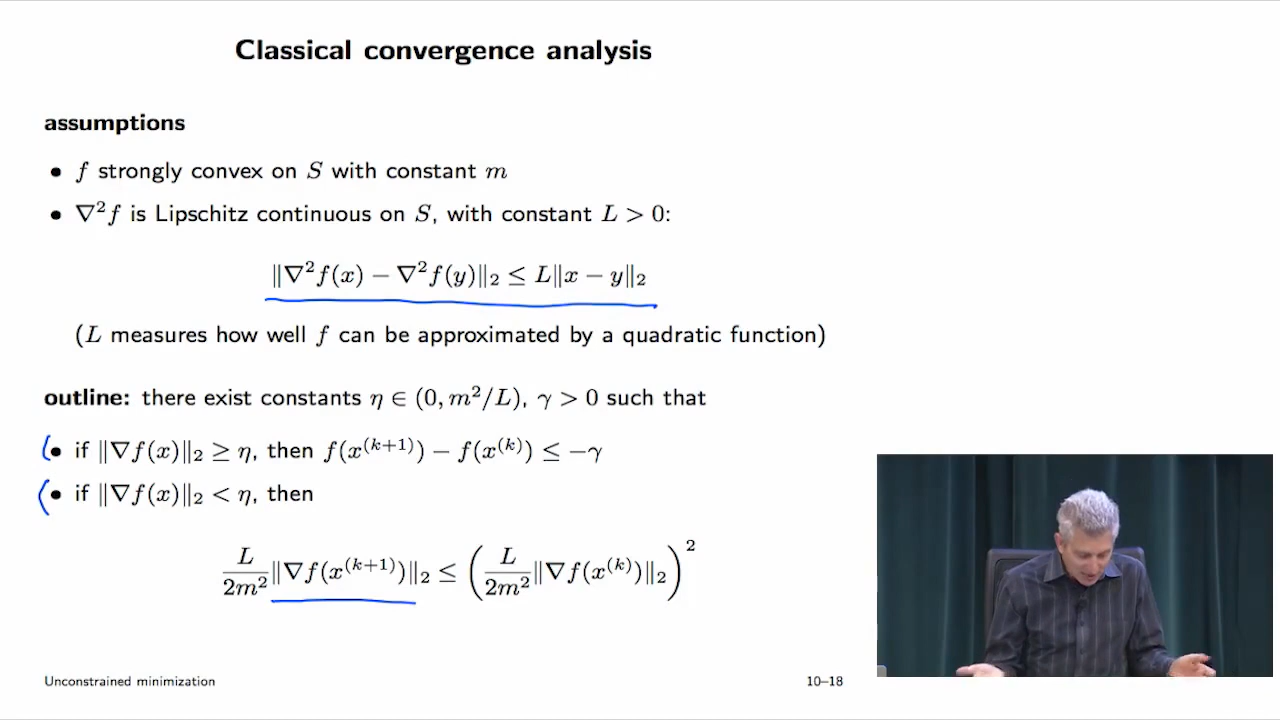 Classical convergence analysis
assumptions
• f strongly convex on S with constant m
• ∇²f is Lipschitz continuous on S, with constant L > 0:
‖∇²f(x) − ∇²f(y)‖₂ ≤ L‖x − y‖₂
(L measures how well f can be approximated by a quadratic function)
outline: there exist constants η ∈ (0, m²/L), γ > 0 such that
• if ‖∇f(x)‖₂ ≥ η, then f(x⁽ᵏ⁺¹⁾) − f(x⁽ᵏ⁾) ≤ −γ
• if ‖∇f(x)‖₂ < η, then
L/2m² ‖∇f(x⁽ᵏ⁺¹⁾)‖₂ ≤ (L/2m² ‖∇f(x⁽ᵏ⁾)‖₂)²
Unconstrained minimization
10–18